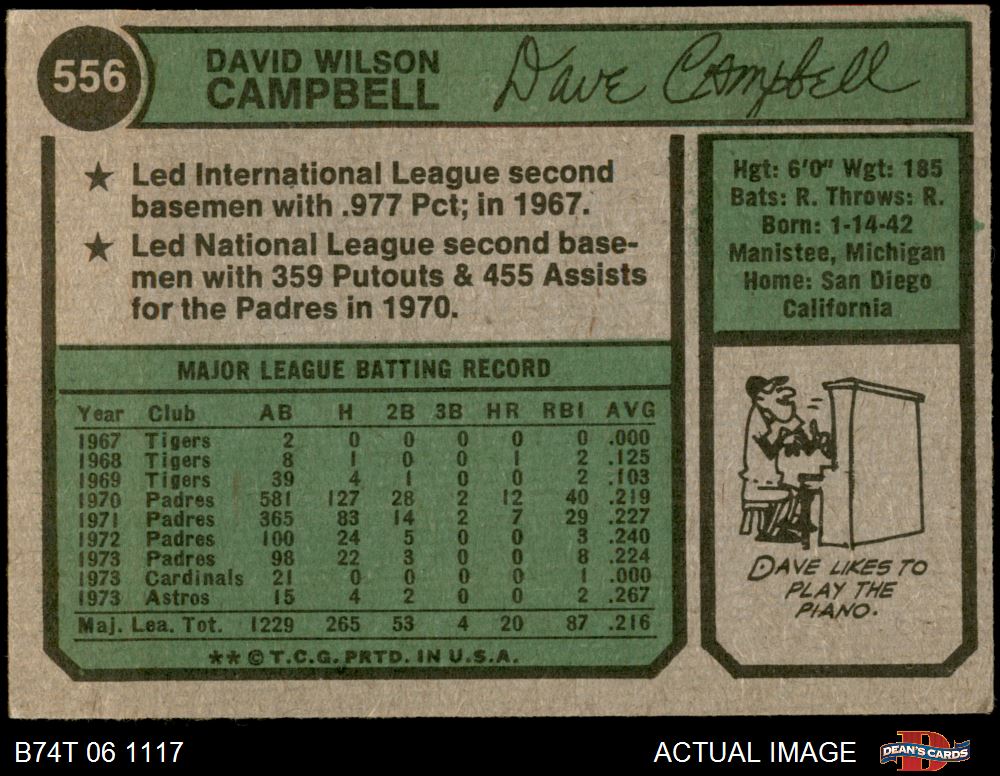 556
DAVID WILSON
CAMPBELL
Dave Campbell
★ Led International League second
basemen with .977 Pct; in 1967.
★ Led National League second base-
men with 359 Putouts & 455 Assists
for the Padres in 1970.
Hgt: 6'0" Wgt: 185
Bats: R. Throws: R.
Born: 1-14-42
Manistee, Michigan
Home: San Diego
California
MAJOR LEAGUE BATTING RECORD
Year Club AB H 2B 3B HR RBI AVG
1967 Tigers 2 0 0 0 0 0 .000
1968 Tigers 8 1 0 0 1 2 .125
1969 Tigers 39 4 1 0 0 2 .103
1970 Padres 581 127 28 2 12 40 .219
1971 Padres 365 83 14 2 7 29 .227
1972 Padres 100 24 5 0 0 3 .240
1973 Padres 98 22 3 0 0 8 .224
1973 Cardinals 21 0 0 0 0 1 .000
1973 Astros 15 4 2 0 0 2 .267
Maj. Lea. Tot. 1229 265 53 4 20 87 .216
** © T.C.G. PRTD. IN U.S.A.
DAVE LIKES TO
PLAY THE
PIANO.
B74T 06 1117
ACTUAL IMAGE
D
DEAN'S CARDS